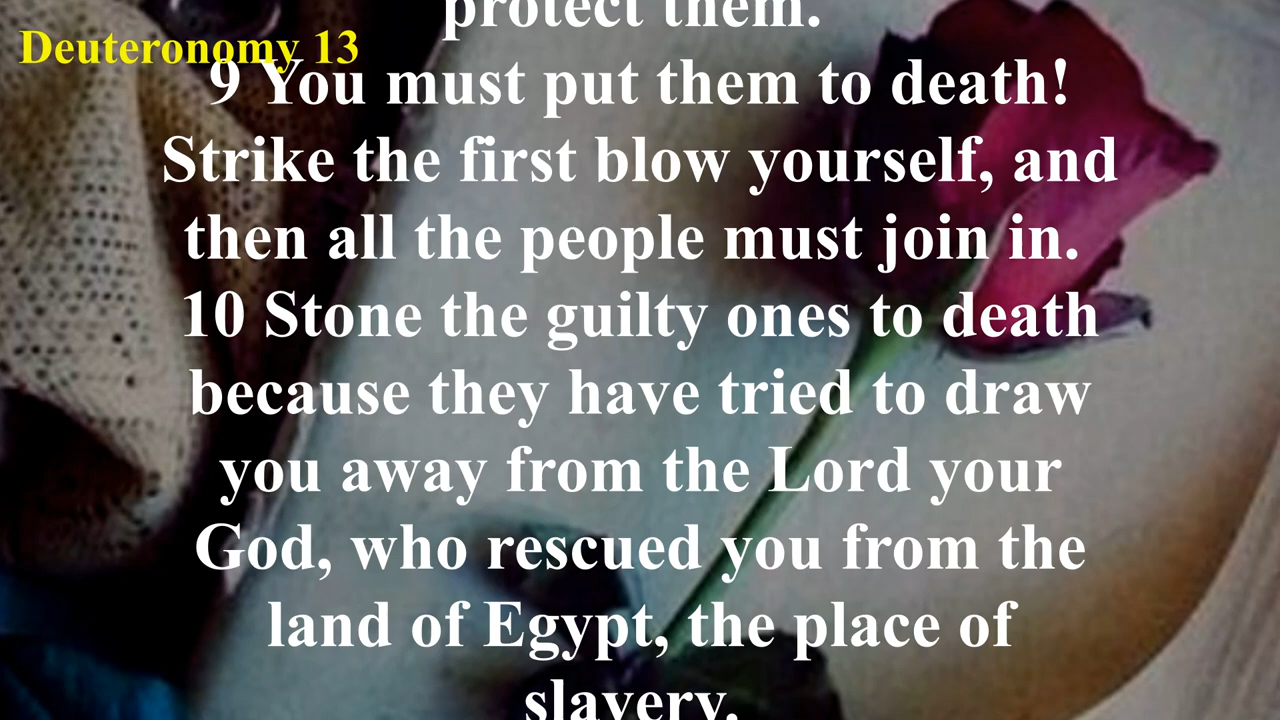 protect them.
Deuteronomy 13
9 You must put them to death!
Strike the first blow yourself, and
then all the people must join in.
10 Stone the guilty ones to death
because they have tried to draw
you away from the Lord your
God, who rescued you from the
land of Egypt, the place of
slavery.